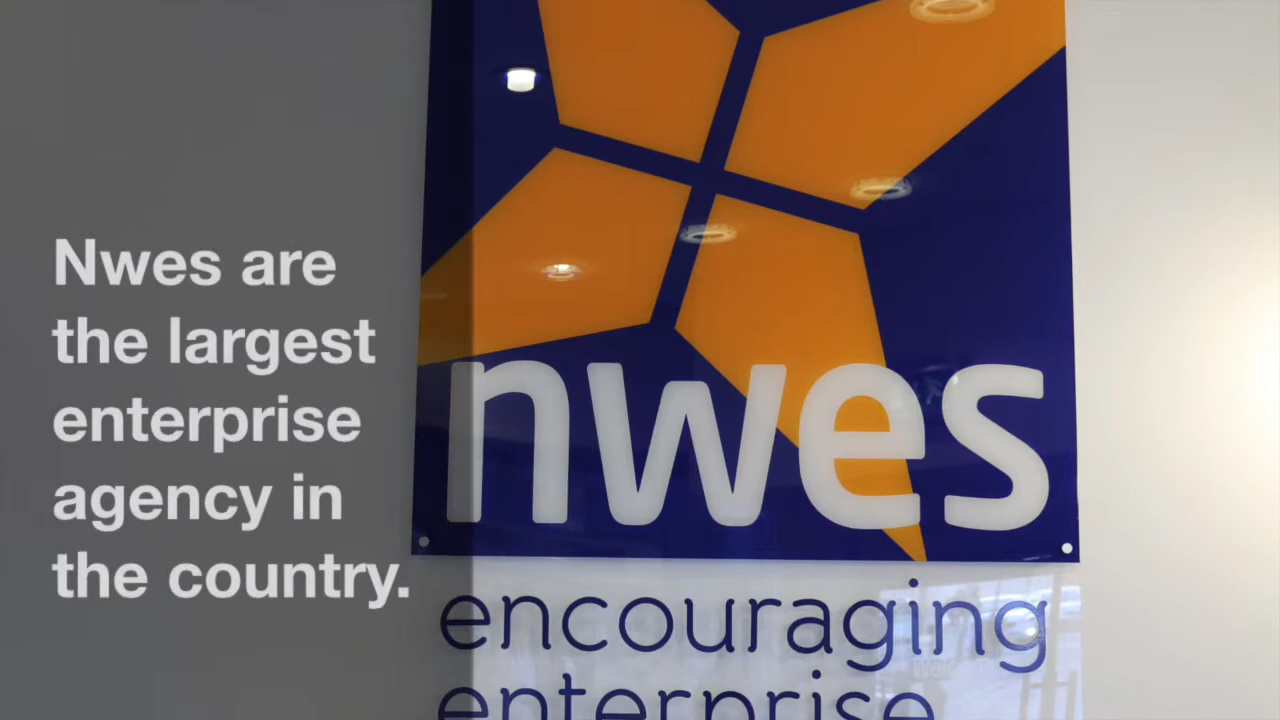 Nwes are
the largest
enterprise
agency in
the country.
nwes
encouraging
enterprise